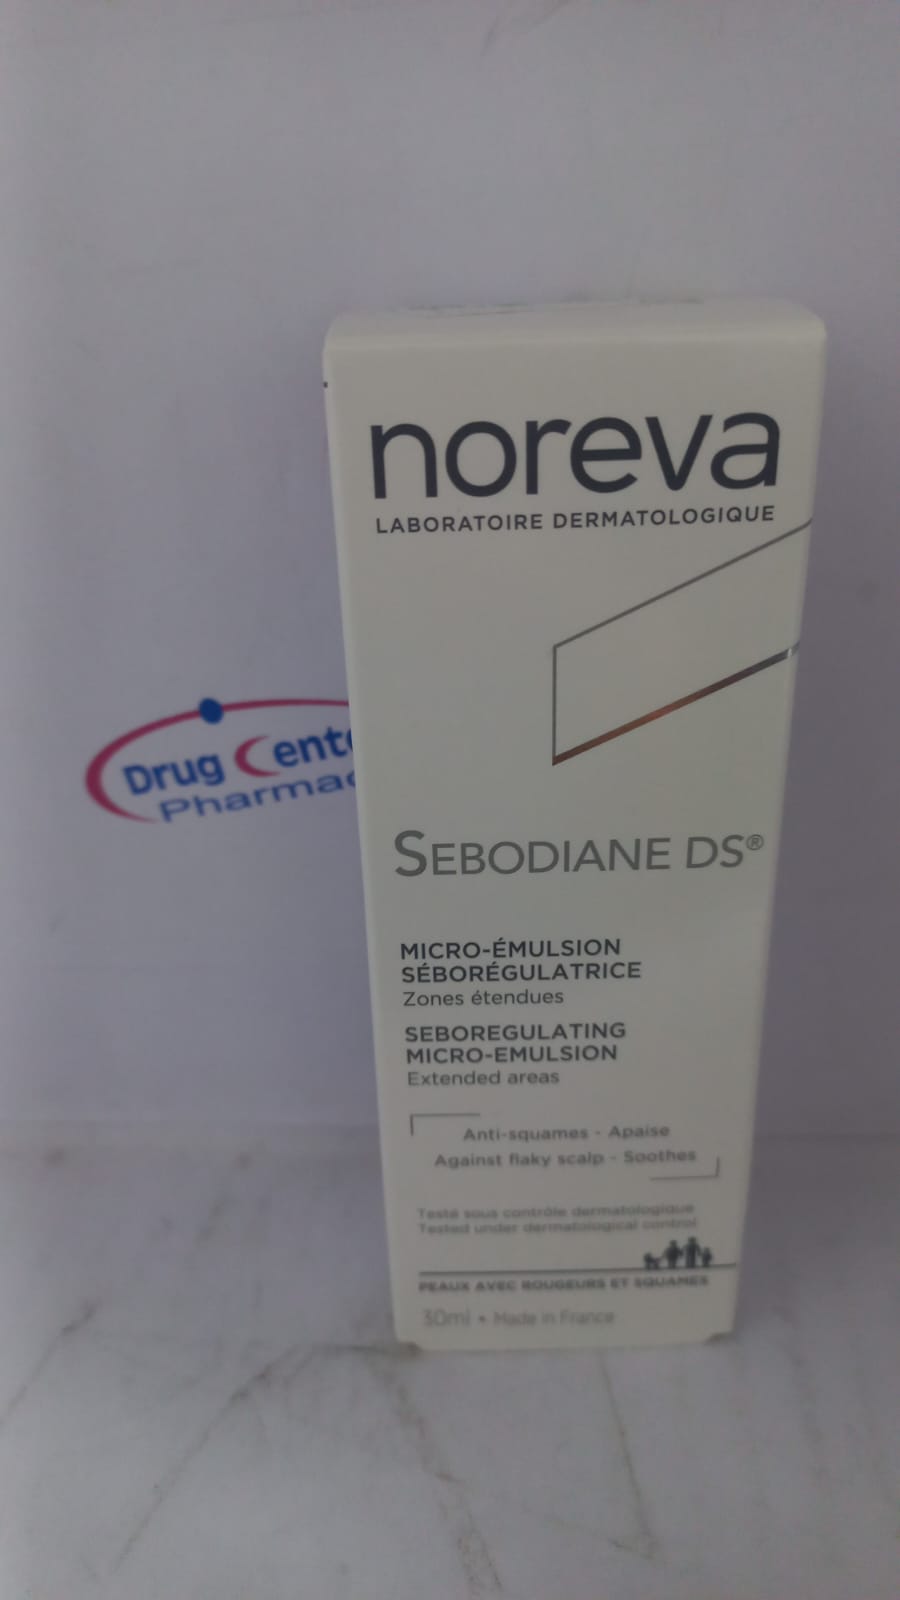 noreva
LABORATOIRE DERMATOLOGIQUE
Drug Cente
Pharmac
SEBODIANE DS®
MICRO-ÉMULSION
SÉBORÉGULATRICE
Zones étendues
SEBOREGULATING
MICRO-EMULSION
Extended areas
Anti-squames - Apaise
Against flaky scalp - Soothes
Testé sous contrôle dermatologique
Tested under dermatological control
PEAUX AVEC ROUGEURS ET SQUAMES
30ml • Made in France